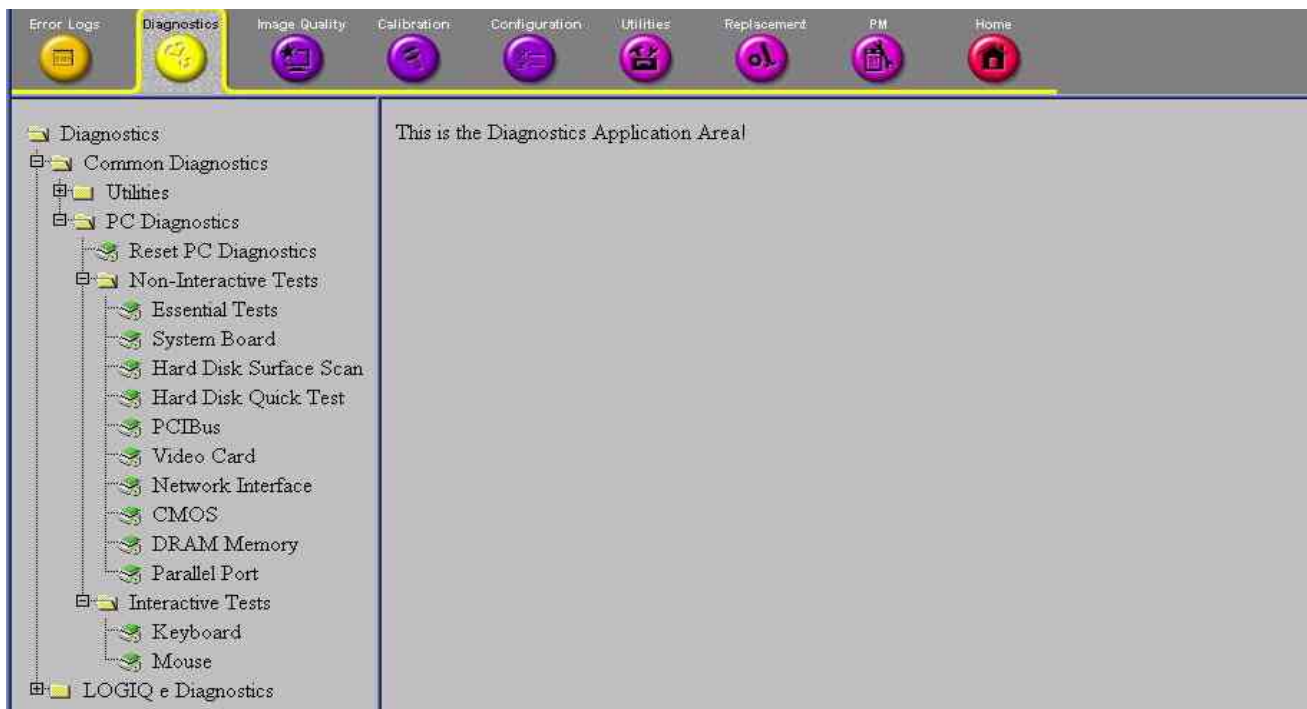 Error Logs Diagnostics Image Quality Calibration Configuration Utilities Replacement PM Home
Diagnostics
Common Diagnostics
Utilities
PC Diagnostics
Reset PC Diagnostics
Non-Interactive Tests
Essential Tests
System Board
Hard Disk Surface Scan
Hard Disk Quick Test
PCIBus
Video Card
Network Interface
CMOS
DRAM Memory
Parallel Port
Interactive Tests
Keyboard
Mouse
LOGIQ e Diagnostics
This is the Diagnostics Application Area!